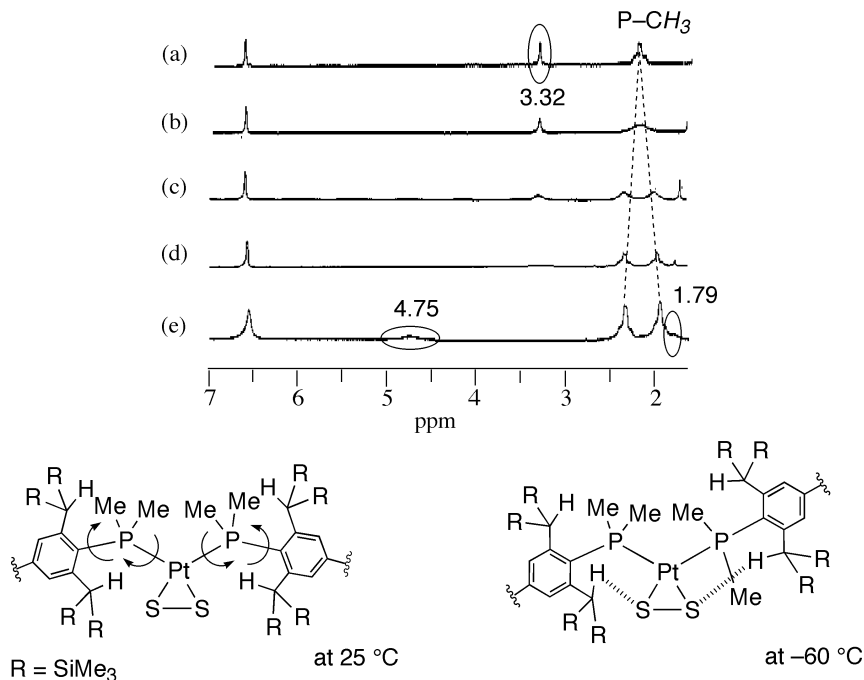 P–CH3
(a)
3.32
(b)
(c)
(d)
4.75
1.79
(e)
7 6 5 4 3 2
ppm
R R
R H H R
Me Me Me Me
P P
Pt
H H
S S
R R R R
R = SiMe3
at 25 °C
R R
H
R H
R Me Me Me
P P
Pt
H H
R R
S S Me
R R
at –60 °C